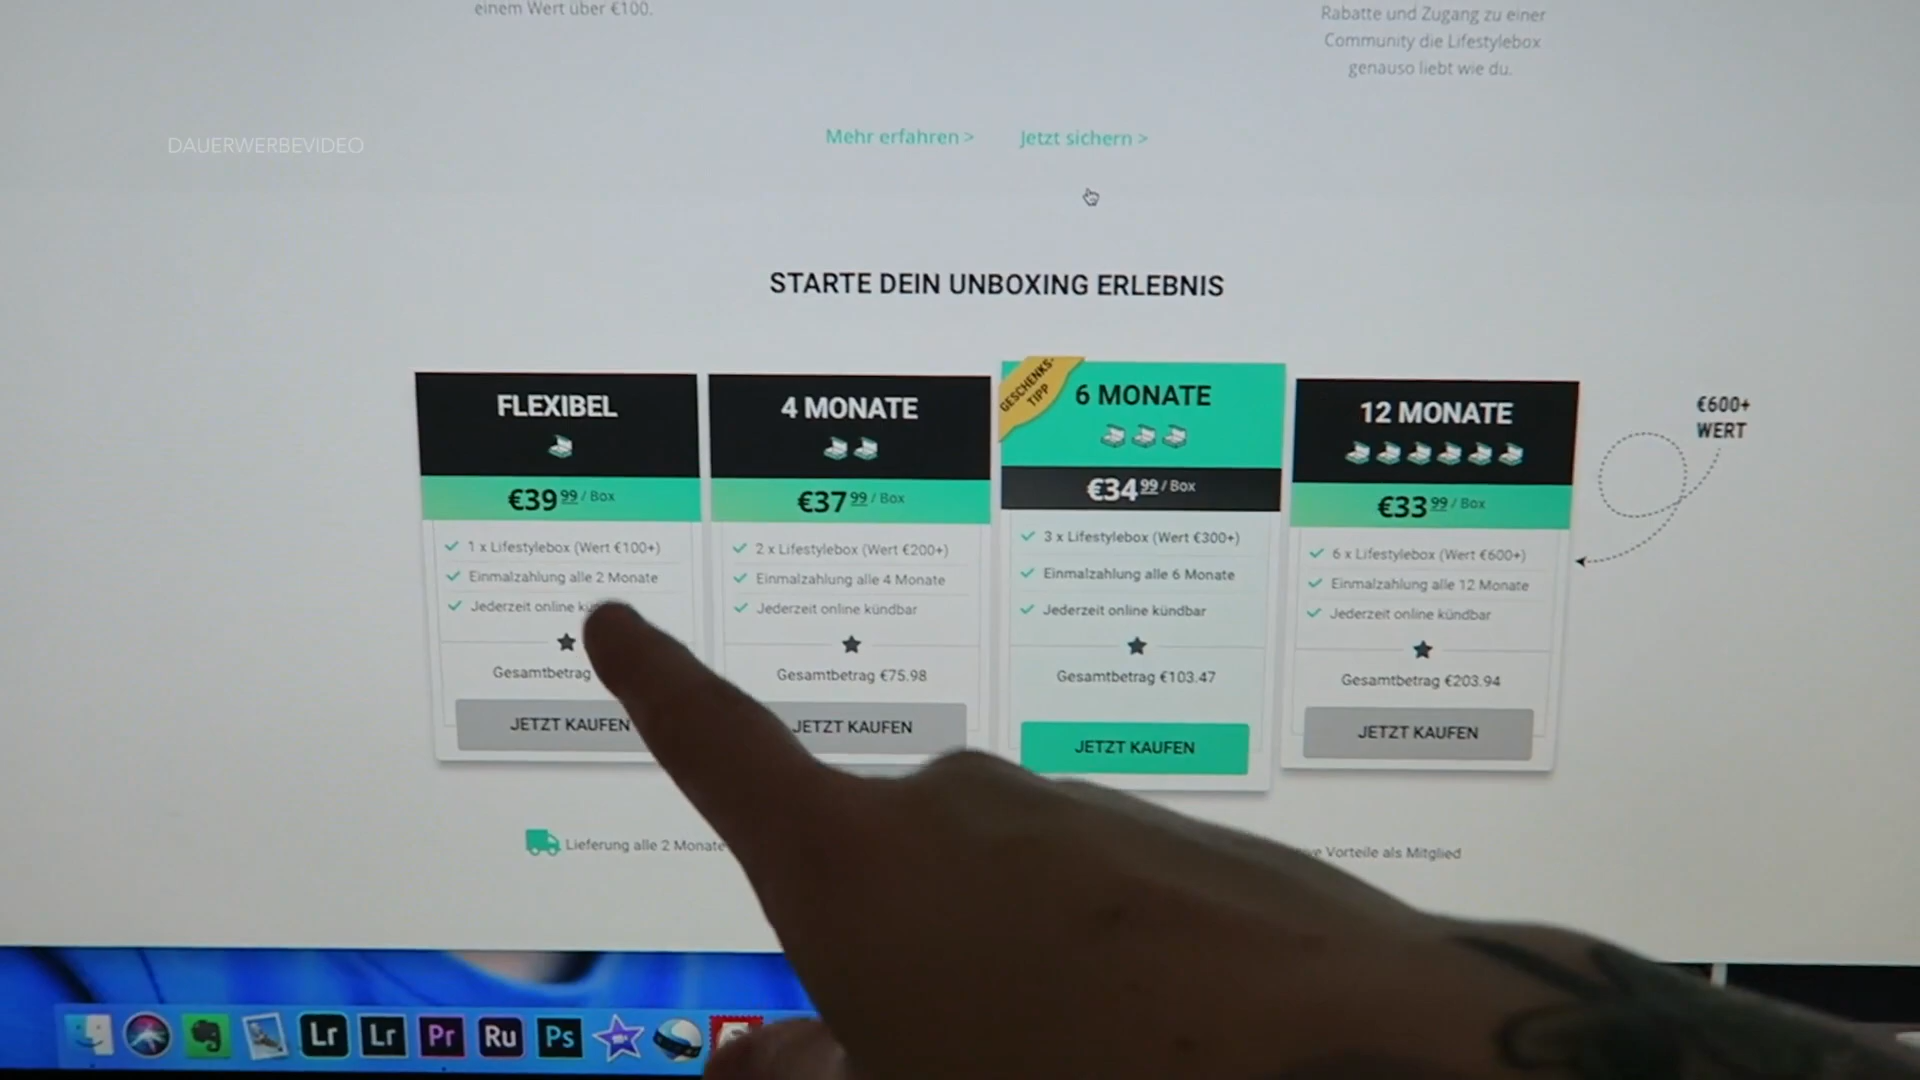 einem Wert über €100.
Rabatte und Zugang zu einer
Community die Lifestylebox
genauso liebt wie du.
DAUERWERBEVIDEO
Mehr erfahren >
Jetzt sichern >
STARTE DEIN UNBOXING ERLEBNIS
FLEXIBEL
€39 99 / Box
1 x Lifestylebox (Wert €100+)
Einmalzahlung alle 2 Monate
Jederzeit online
Gesamtbetrag
JETZT KAUFEN
4 MONATE
€37 99 / Box
2 x Lifestylebox (Wert €200+)
Einmalzahlung alle 4 Monate
Jederzeit online kündbar
Gesamtbetrag €75.98
JETZT KAUFEN
GESCHENKS-
TIPP
6 MONATE
€34 99 / Box
3 x Lifestylebox (Wert €300+)
Einmalzahlung alle 6 Monate
Jederzeit online kündbar
Gesamtbetrag €103.47
JETZT KAUFEN
12 MONATE
€33 99 / Box
6 x Lifestylebox (Wert €600+)
Einmalzahlung alle 12 Monate
Jederzeit online kündbar
Gesamtbetrag €203.94
JETZT KAUFEN
€600+
WERT
Lieferung alle 2 Monate
Vorteile als Mitglied
Lr
Lr
Pr
Ru
Ps